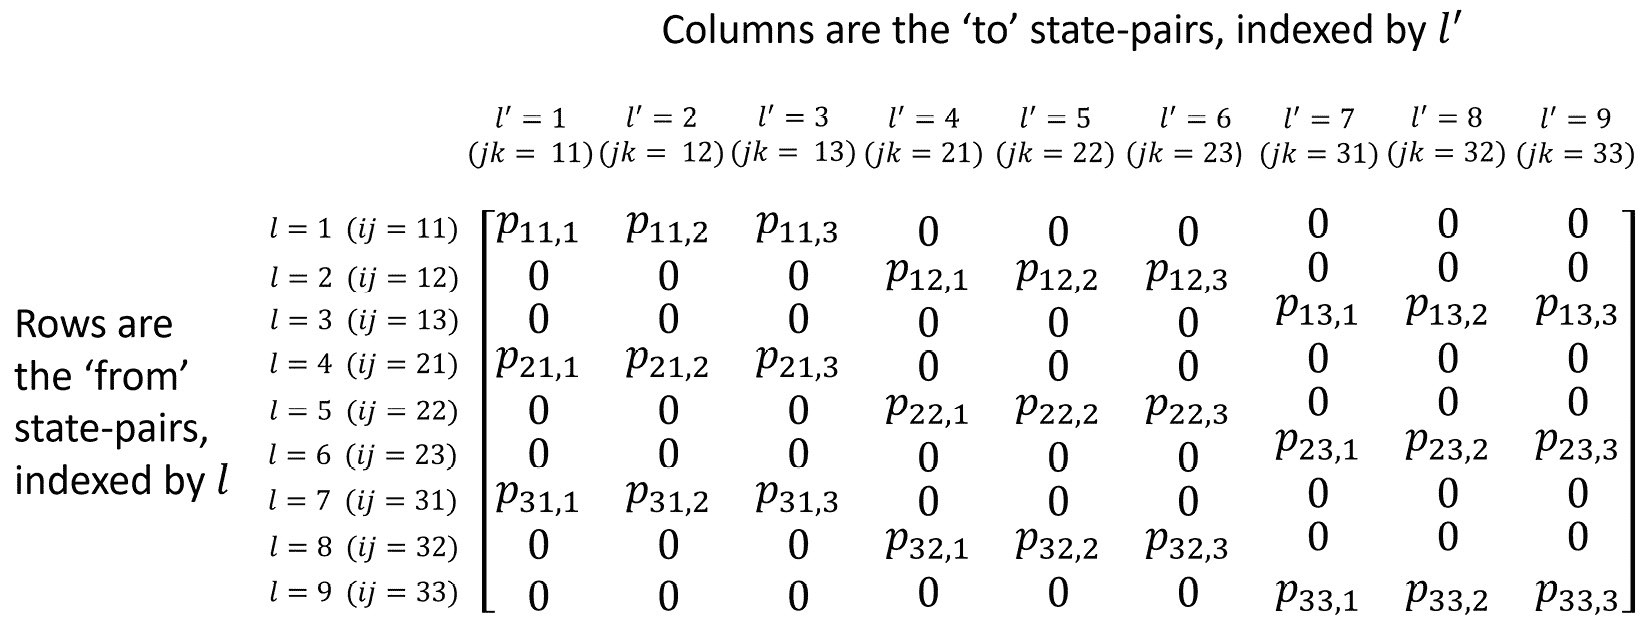 Columns are the ‘to’ state-pairs, indexed by l′
l′ = 1 l′ = 2 l′ = 3 l′ = 4 l′ = 5 l′ = 6 l′ = 7 l′ = 8 l′ = 9
(jk = 11) (jk = 12) (jk = 13) (jk = 21) (jk = 22) (jk = 23) (jk = 31) (jk = 32) (jk = 33)
l = 1 (ij = 11) p11,1 p11,2 p11,3 0 0 0 0 0 0
l = 2 (ij = 12) 0 0 0 p12,1 p12,2 p12,3 0 0 0
l = 3 (ij = 13) 0 0 0 0 0 0 p13,1 p13,2 p13,3
l = 4 (ij = 21) p21,1 p21,2 p21,3 0 0 0 0 0 0
l = 5 (ij = 22) 0 0 0 p22,1 p22,2 p22,3 0 0 0
l = 6 (ij = 23) 0 0 0 0 0 0 p23,1 p23,2 p23,3
l = 7 (ij = 31) p31,1 p31,2 p31,3 0 0 0 0 0 0
l = 8 (ij = 32) 0 0 0 p32,1 p32,2 p32,3 0 0 0
l = 9 (ij = 33) 0 0 0 0 0 0 p33,1 p33,2 p33,3
Rows are
the ‘from’
state-pairs,
indexed by l